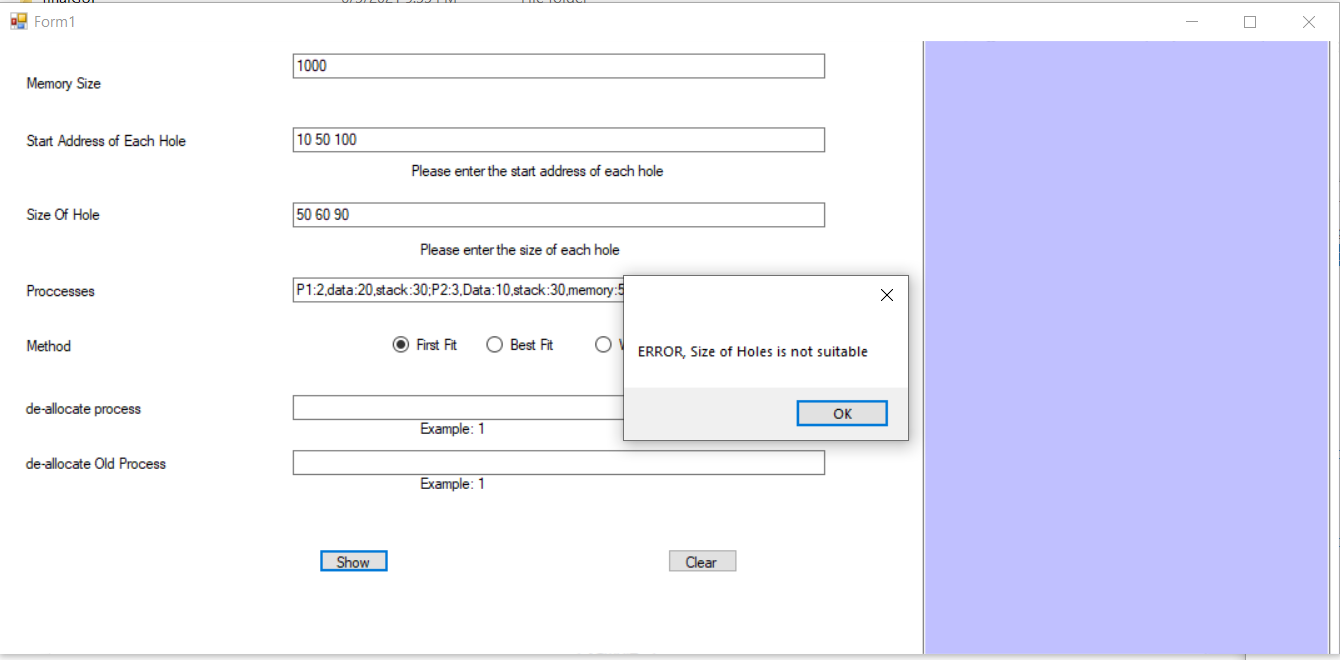 Form1
Memory Size
1000
Start Address of Each Hole
10 50 100
Please enter the start address of each hole
Size Of Hole
50 60 90
Please enter the size of each hole
Proccesses
P1:2,data:20,stack:30;P2:3,Data:10,stack:30,memory:5
Method
First Fit
Best Fit
ERROR, Size of Holes is not suitable
OK
de-allocate process
Example: 1
de-allocate Old Process
Example: 1
Show
Clear